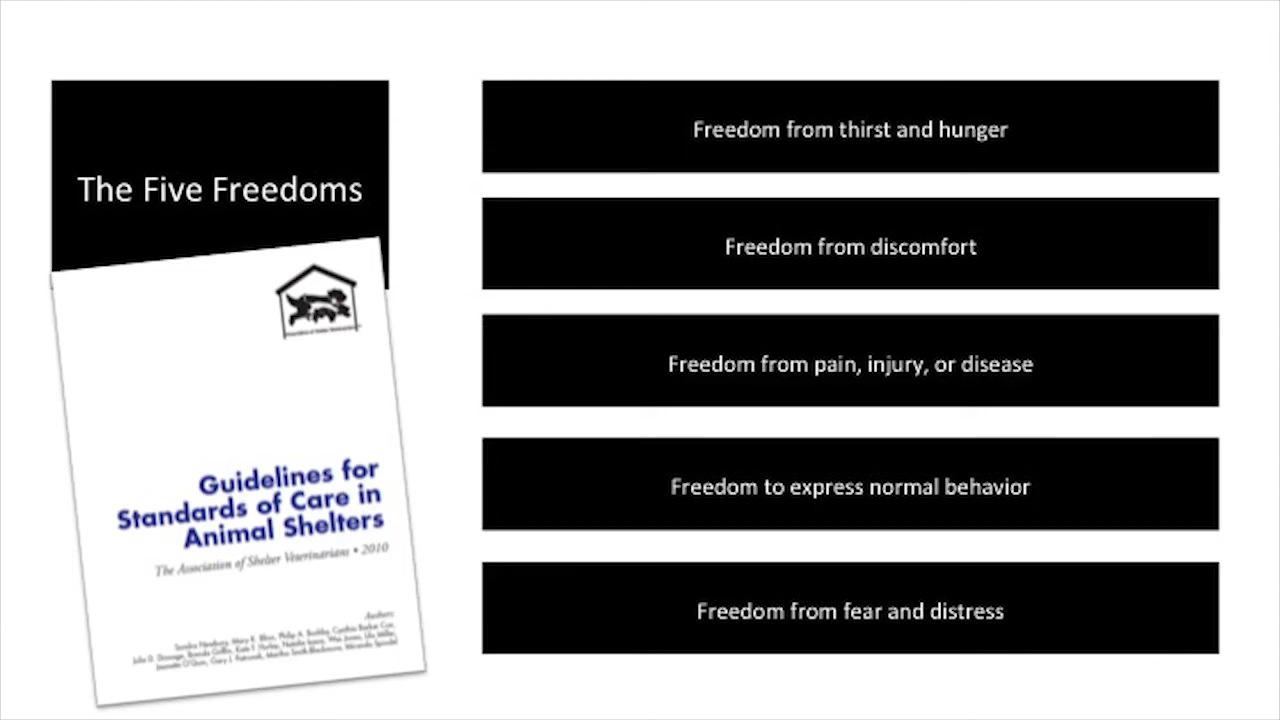 The Five Freedoms
Guidelines for
Standards of Care in
Animal Shelters
The Association of Shelter Veterinarians • 2010
Authors
Freedom from thirst and hunger
Freedom from discomfort
Freedom from pain, injury, or disease
Freedom to express normal behavior
Freedom from fear and distress